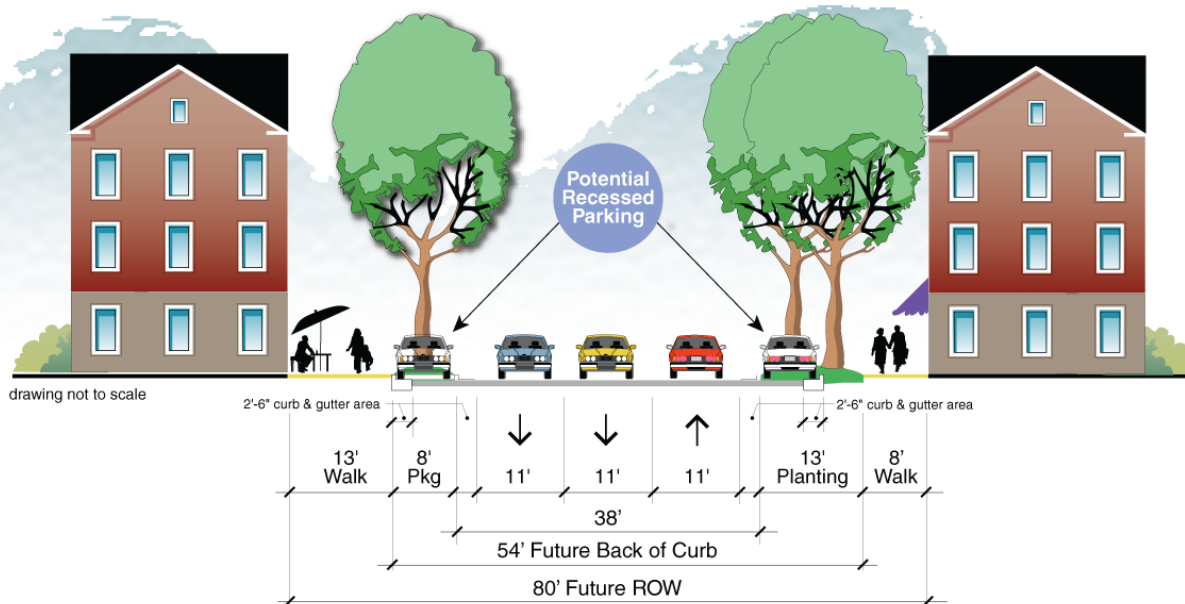 Potential
Recessed
Parking
drawing not to scale
2'-6" curb & gutter area
2'-6" curb & gutter area
13'
Walk
8'
Pkg
11'
11'
11'
13'
Planting
8’
Walk
38’
54’ Future Back of Curb
80’ Future ROW